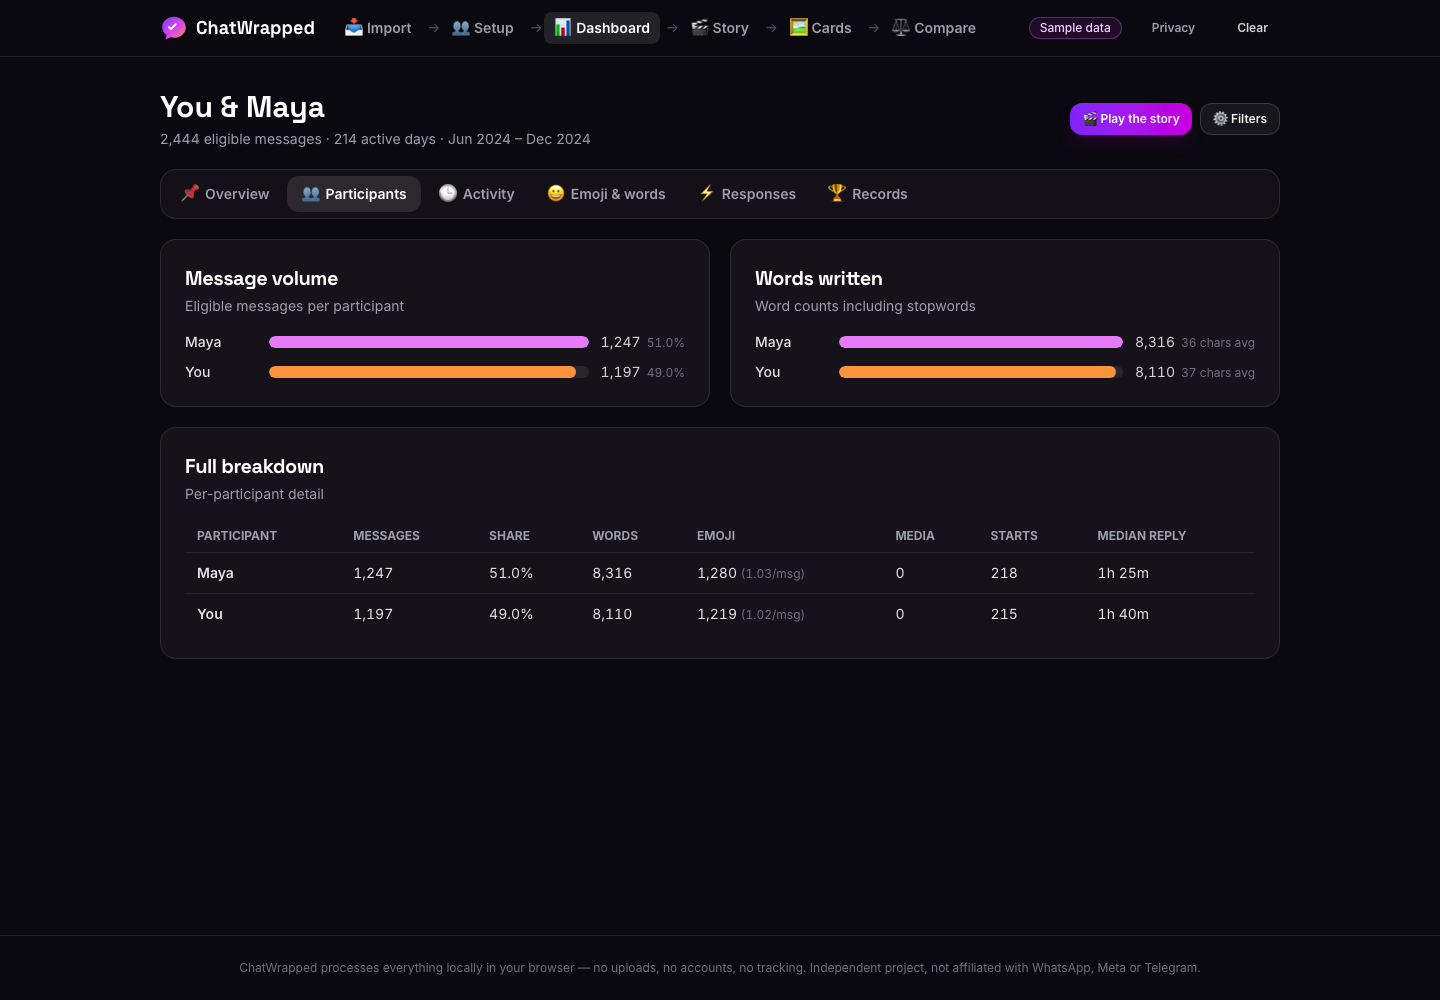 ChatWrapped
Import → Setup → Dashboard → Story → Cards → Compare
Sample data
Privacy
Clear
You & Maya
2,444 eligible messages · 214 active days · Jun 2024 – Dec 2024
Play the story
Filters
Overview
Participants
Activity
Emoji & words
Responses
Records
Message volume
Eligible messages per participant
Maya 1,247 51.0%
You 1,197 49.0%
Words written
Word counts including stopwords
Maya 8,316 36 chars avg
You 8,110 37 chars avg
Full breakdown
Per-participant detail
PARTICIPANT MESSAGES SHARE WORDS EMOJI MEDIA STARTS MEDIAN REPLY
Maya 1,247 51.0% 8,316 1,280 (1.03/msg) 0 218 1h 25m
You 1,197 49.0% 8,110 1,219 (1.02/msg) 0 215 1h 40m
ChatWrapped processes everything locally in your browser — no uploads, no accounts, no tracking. Independent project, not affiliated with WhatsApp, Meta or Telegram.